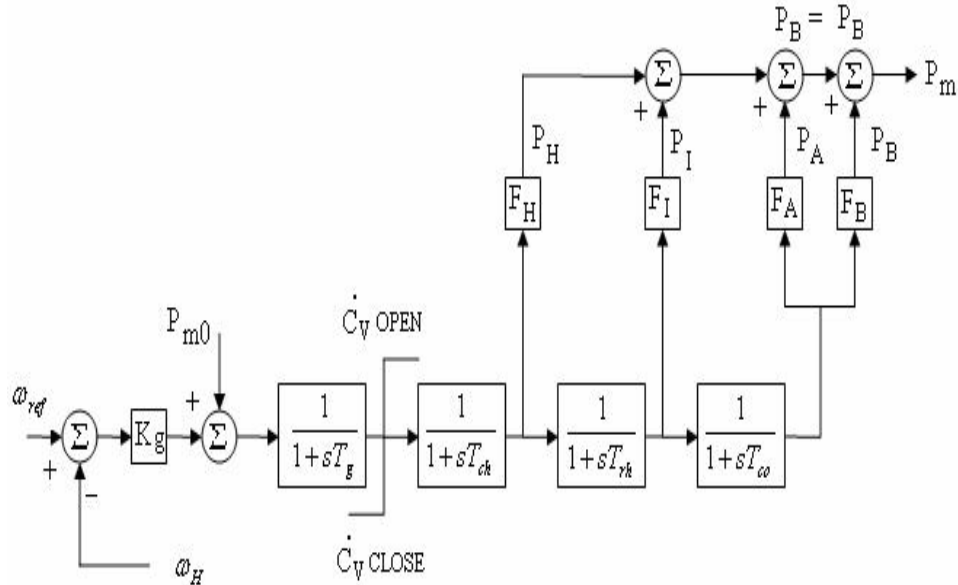 P_B = P_B
Σ
Σ
Σ
P_m
+
+
+
P_H
P_I
P_A
P_B
F_H
F_I
F_A
F_B
P_m0
Ċ_V OPEN
ω_ref
+
Σ
K g
+
Σ
1 / 1+sT_g
1 / 1+sT_ch
1 / 1+sT_rh
1 / 1+sT_co
+
−
ω_H
Ċ_V CLOSE